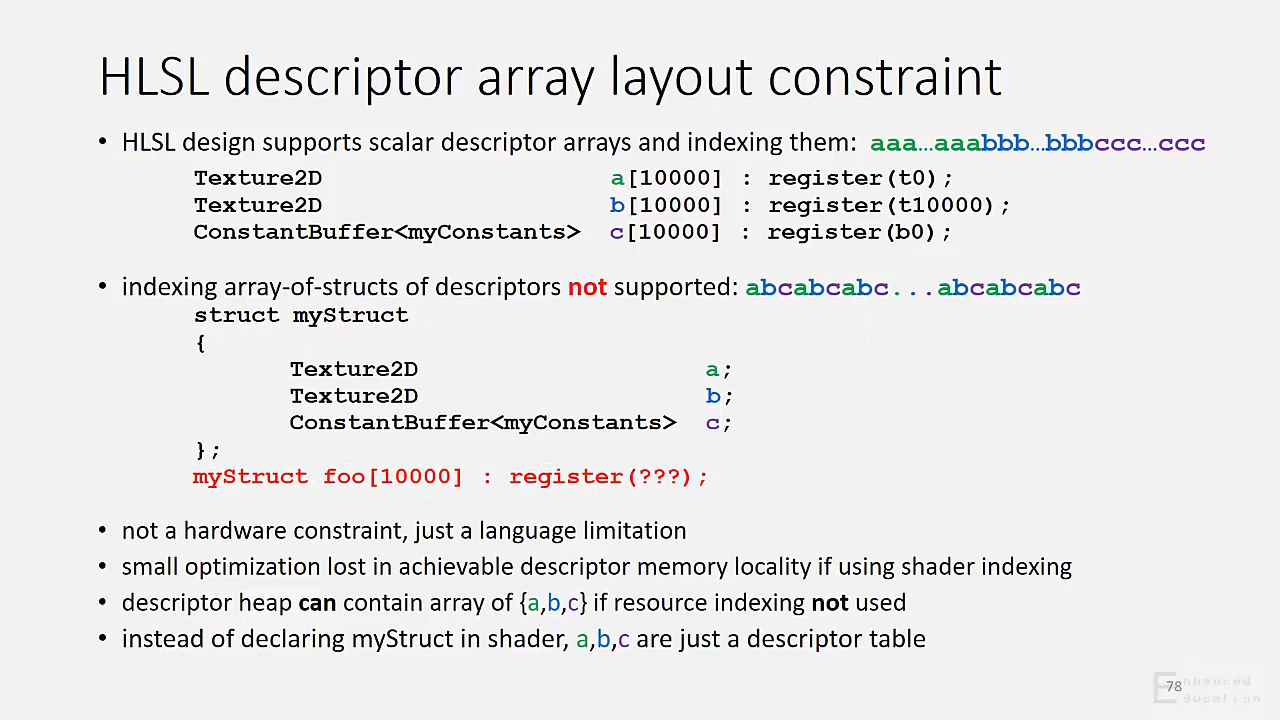 HLSL descriptor array layout constraint
• HLSL design supports scalar descriptor arrays and indexing them: aaa…aaabbb…bbbccc…ccc
Texture2D a[10000] : register(t0);
Texture2D b[10000] : register(t10000);
ConstantBuffer<myConstants> c[10000] : register(b0);
• indexing array-of-structs of descriptors not supported: abcabcabc...abcabcabc
struct myStruct
{
Texture2D a;
Texture2D b;
ConstantBuffer<myConstants> c;
};
myStruct foo[10000] : register(???);
• not a hardware constraint, just a language limitation
• small optimization lost in achievable descriptor memory locality if using shader indexing
• descriptor heap can contain array of {a,b,c} if resource indexing not used
• instead of declaring myStruct in shader, a,b,c are just a descriptor table
78
Enhanced
Education